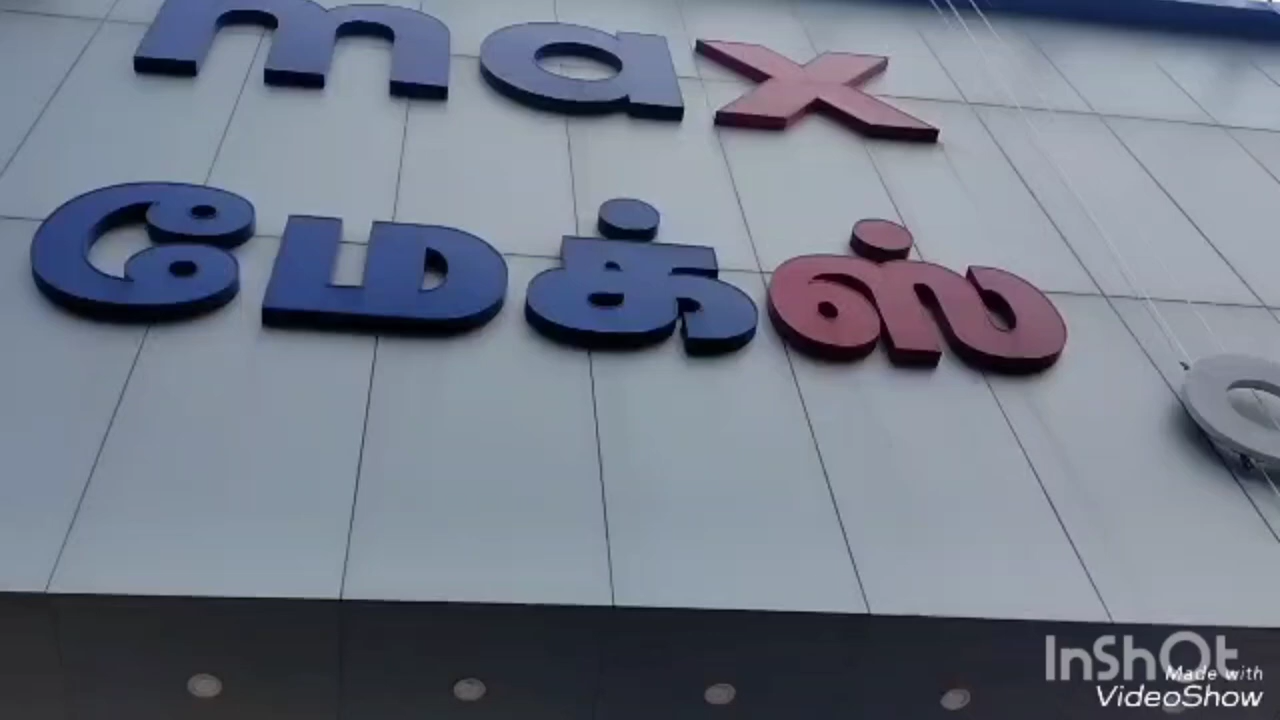 max
மேக்ஸ்
InShOt
Made with
VideoShow